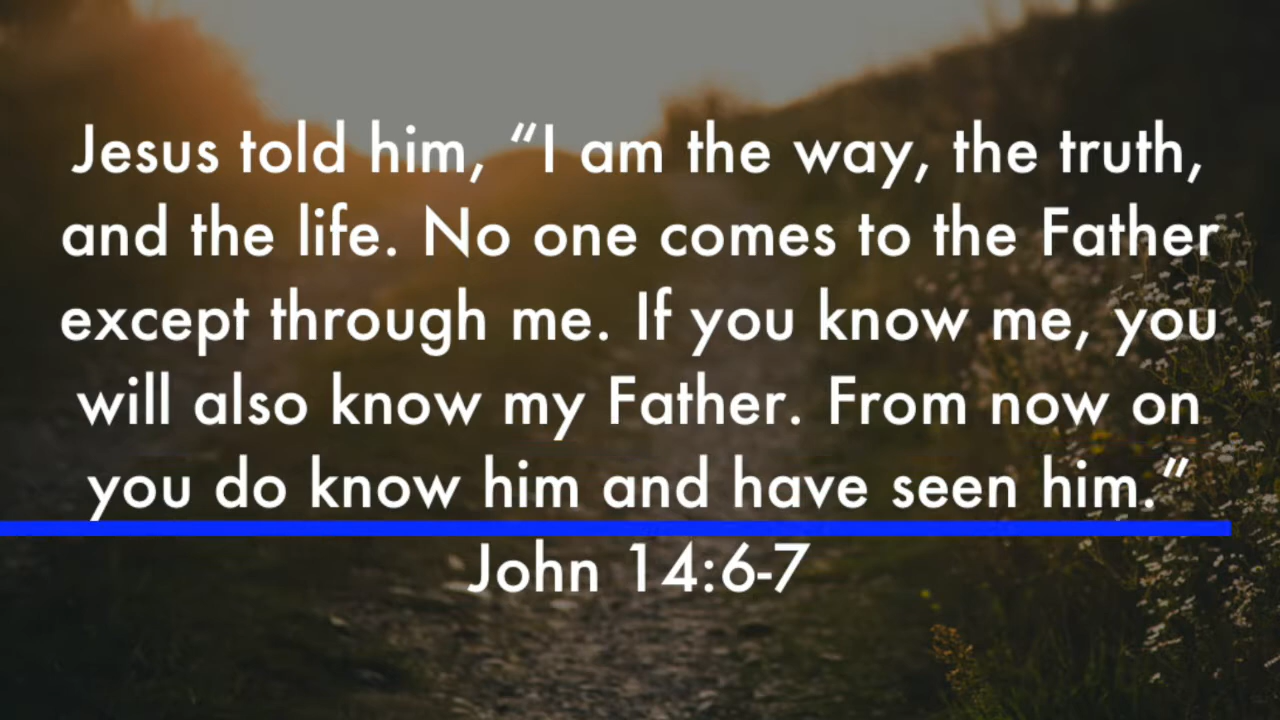 Jesus told him, “I am the way, the truth,
and the life. No one comes to the Father
except through me. If you know me, you
will also know my Father. From now on
you do know him and have seen him.“
John 14:6-7